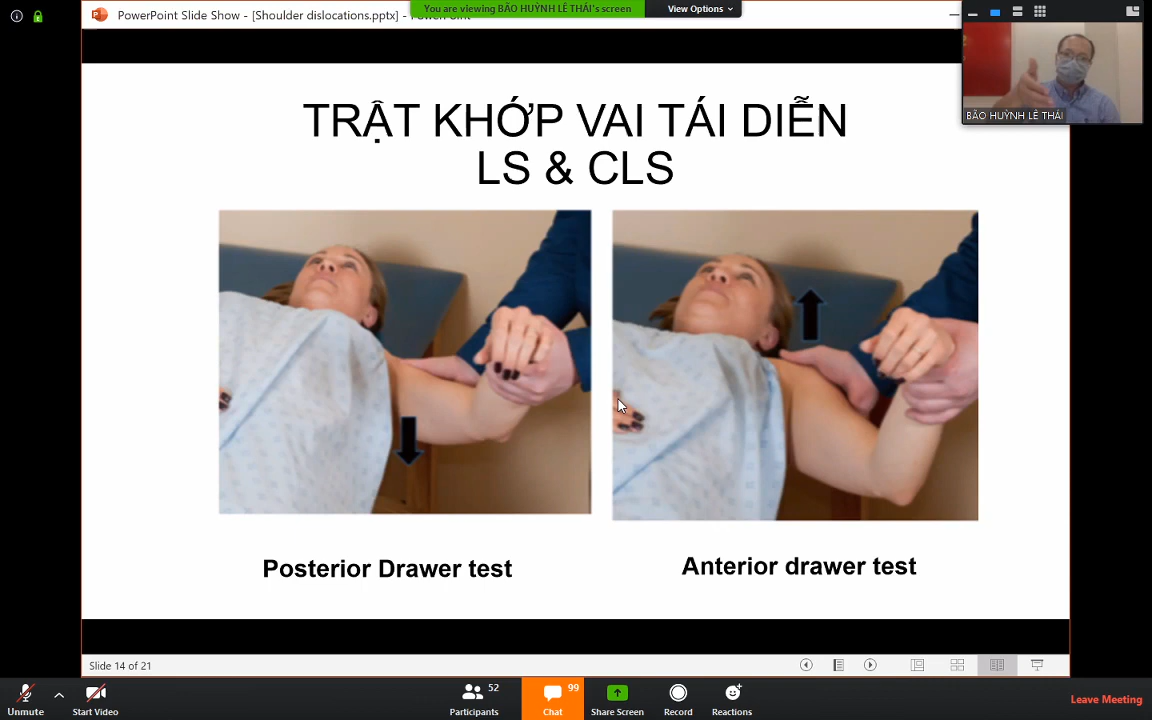 PowerPoint Slide Show - [Shoulder dislocations.pptx] - PowerPoint
You are viewing BÃO HUỲNH LÊ THÁI's screen
View Options
BẢO HUỲNH LÊ THÁI
TRẬT KHỚP VAI TÁI DIỄN
LS & CLS
Posterior Drawer test
Anterior drawer test
Slide 14 of 21
Unmute
Start Video
Participants
52
Chat
99
Share Screen
Record
Reactions
Leave Meeting